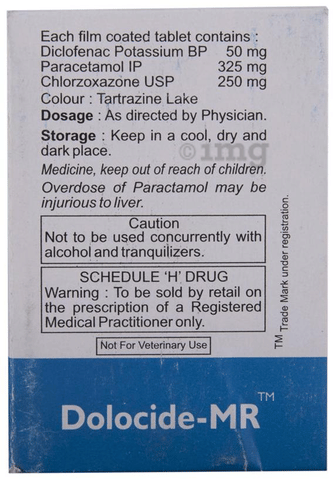 Each film coated tablet contains :
Diclofenac Potassium BP 50 mg
Paracetamol IP 325 mg
Chlorzoxazone USP 250 mg
Colour : Tartrazine Lake
Dosage : As directed by Physician.
Storage : Keep in a cool, dry and
dark place.
©1mg
Medicine, keep out of reach of children.
Overdose of Paractamol may be
injurious to liver.
Caution
Not to be used concurrently with
alcohol and tranquilizers.
SCHEDULE 'H' DRUG
Warning : To be sold by retail on
the prescription of a Registered
Medical Practitioner only.
Not For Veterinary Use
TM Trade Mark under registration.
Dolocide-MR™